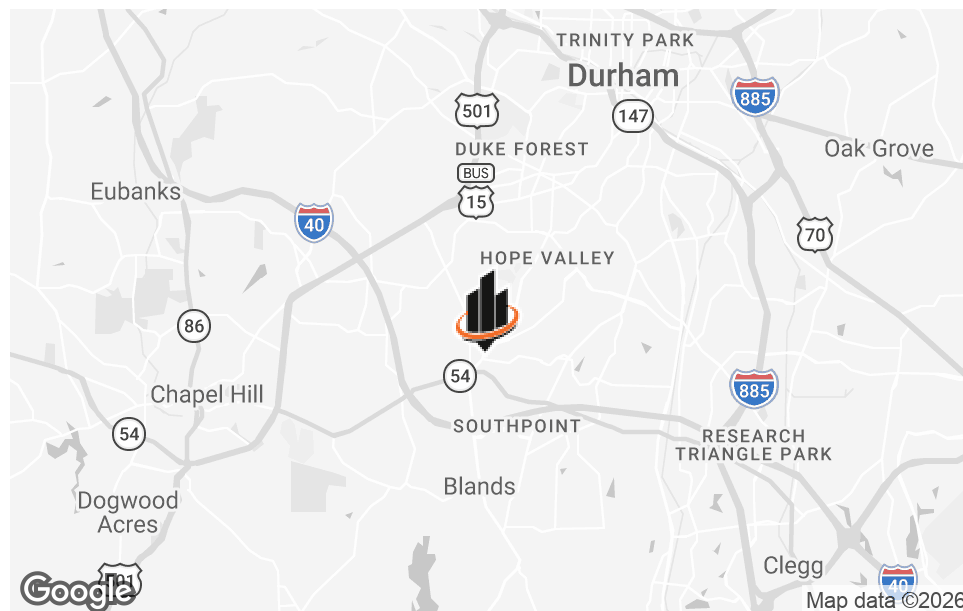 TRINITY PARK
Durham
885
501
147
DUKE FOREST
Oak Grove
BUS
15
Eubanks
40
70
HOPE VALLEY
86
54
885
Chapel Hill
SOUTHPOINT
54
RESEARCH
TRIANGLE PARK
Blands
Dogwood
Acres
Clegg
501
40
Google
Map data ©2026